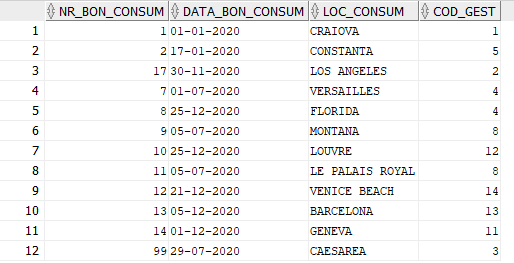 NR_BON_CONSUM DATA_BON_CONSUM LOC_CONSUM COD_GEST
1 1 01-01-2020 CRAIOVA 1
2 2 17-01-2020 CONSTANTA 5
3 17 30-11-2020 LOS ANGELES 2
4 7 01-07-2020 VERSAILLES 4
5 8 25-12-2020 FLORIDA 4
6 9 05-07-2020 MONTANA 8
7 10 25-12-2020 LOUVRE 12
8 11 05-07-2020 LE PALAIS ROYAL 8
9 12 21-12-2020 VENICE BEACH 14
10 13 05-12-2020 BARCELONA 13
11 14 01-12-2020 GENEVA 11
12 99 29-07-2020 CAESAREA 3